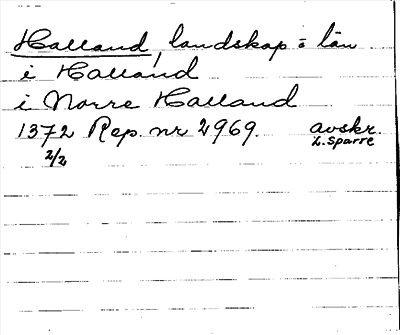 Halland, landskap o län
i Halland
i Norre Halland
1372 Rep. nr 2969. avskr.
2/2 L. Sparre